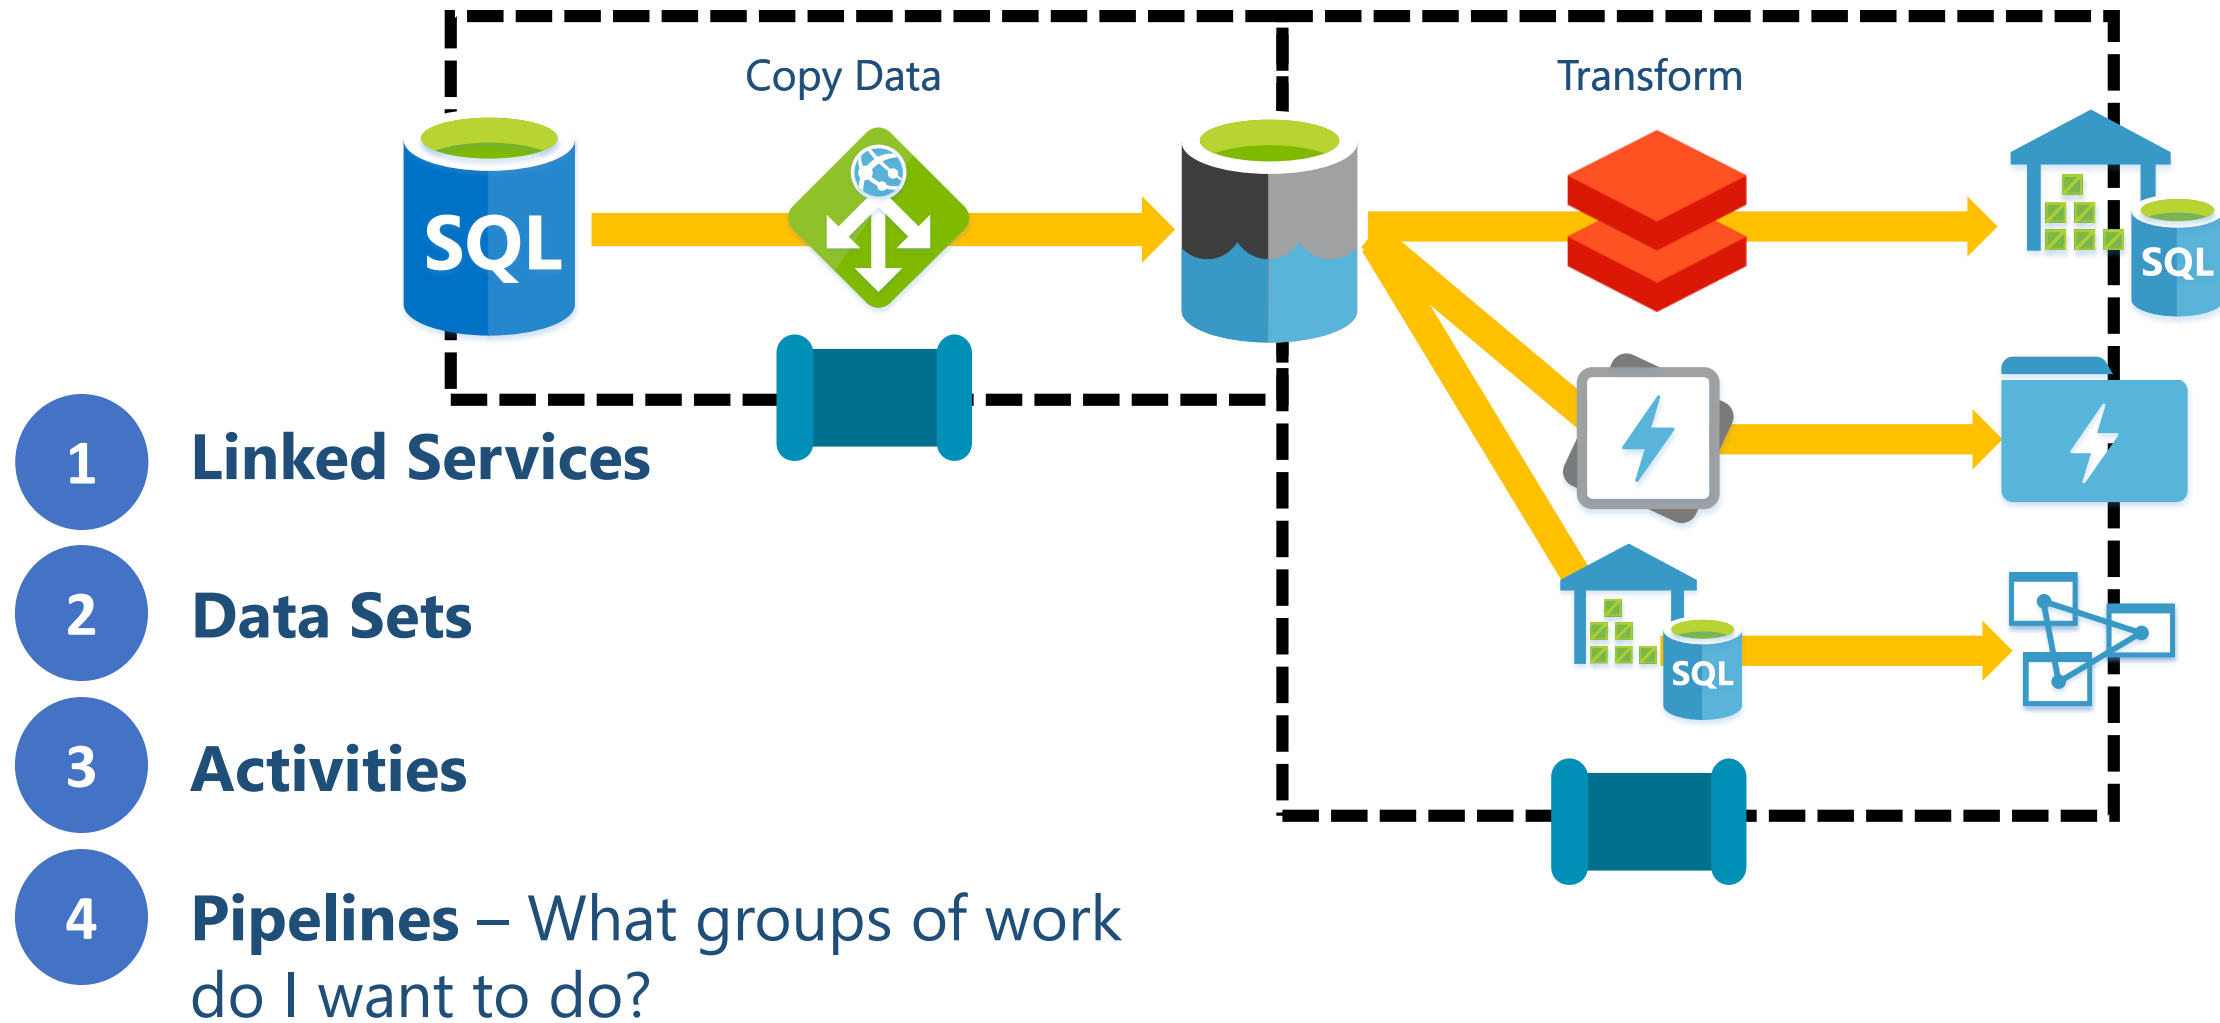 Copy Data
Transform
SQL
SQL
SQL
1
Linked Services
2
Data Sets
3
Activities
4
Pipelines – What groups of work
do I want to do?